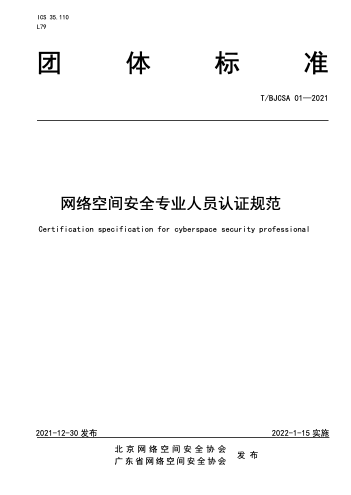 ICS 35.110
L79
团体标准
T/BJCSA 01—2021
网络空间安全专业人员认证规范
Certification specification for cyberspace security professional
2021-12-30 发布 2022-1-15 实施
北京网络空间安全协会
广东省网络空间安全协会 发布